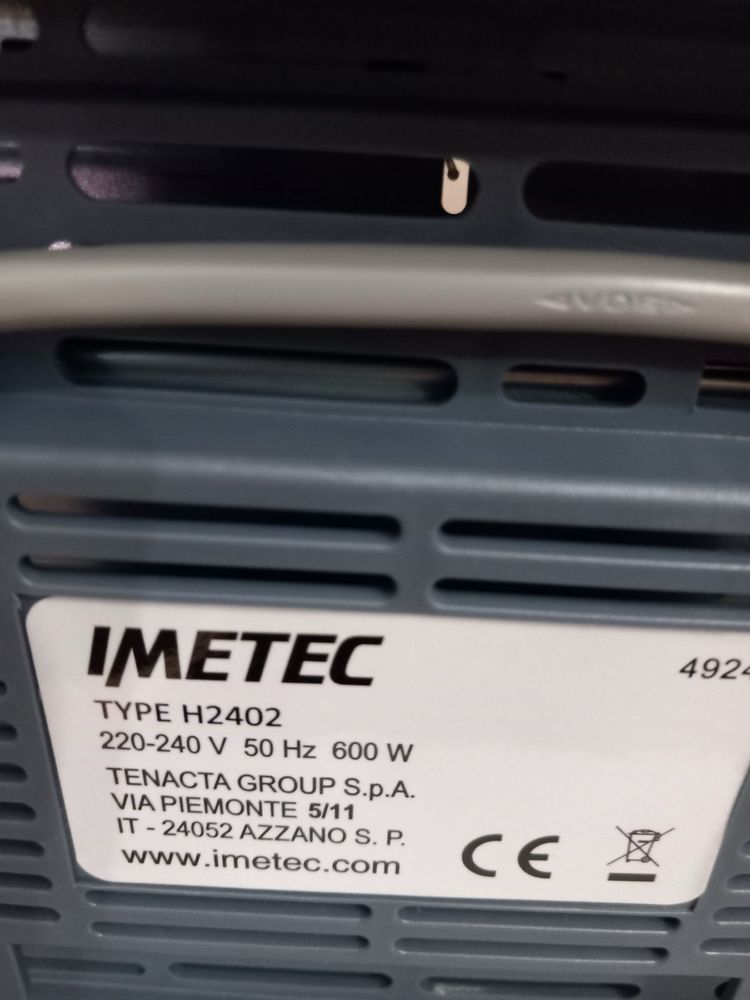 IMETEC
4924
TYPE H2402
220-240 V 50 Hz 600 W
TENACTA GROUP S.p.A.
VIA PIEMONTE 5/11
IT - 24052 AZZANO S. P.
www.imetec.com
CE